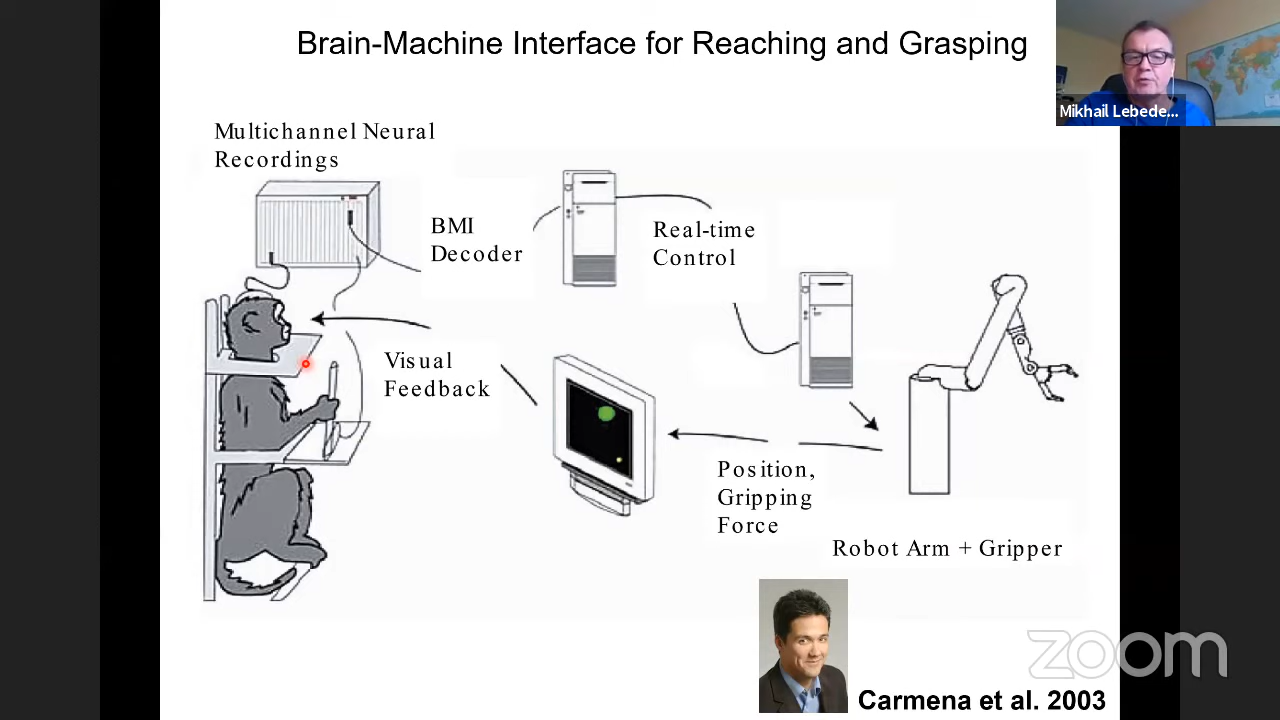 Brain-Machine Interface for Reaching and Grasping
Mikhail Lebede...
Multichannel Neural
Recordings
BMI
Decoder
Real-time
Control
Visual
Feedback
Position,
Gripping
Force
Robot Arm + Gripper
zoom
Carmena et al. 2003